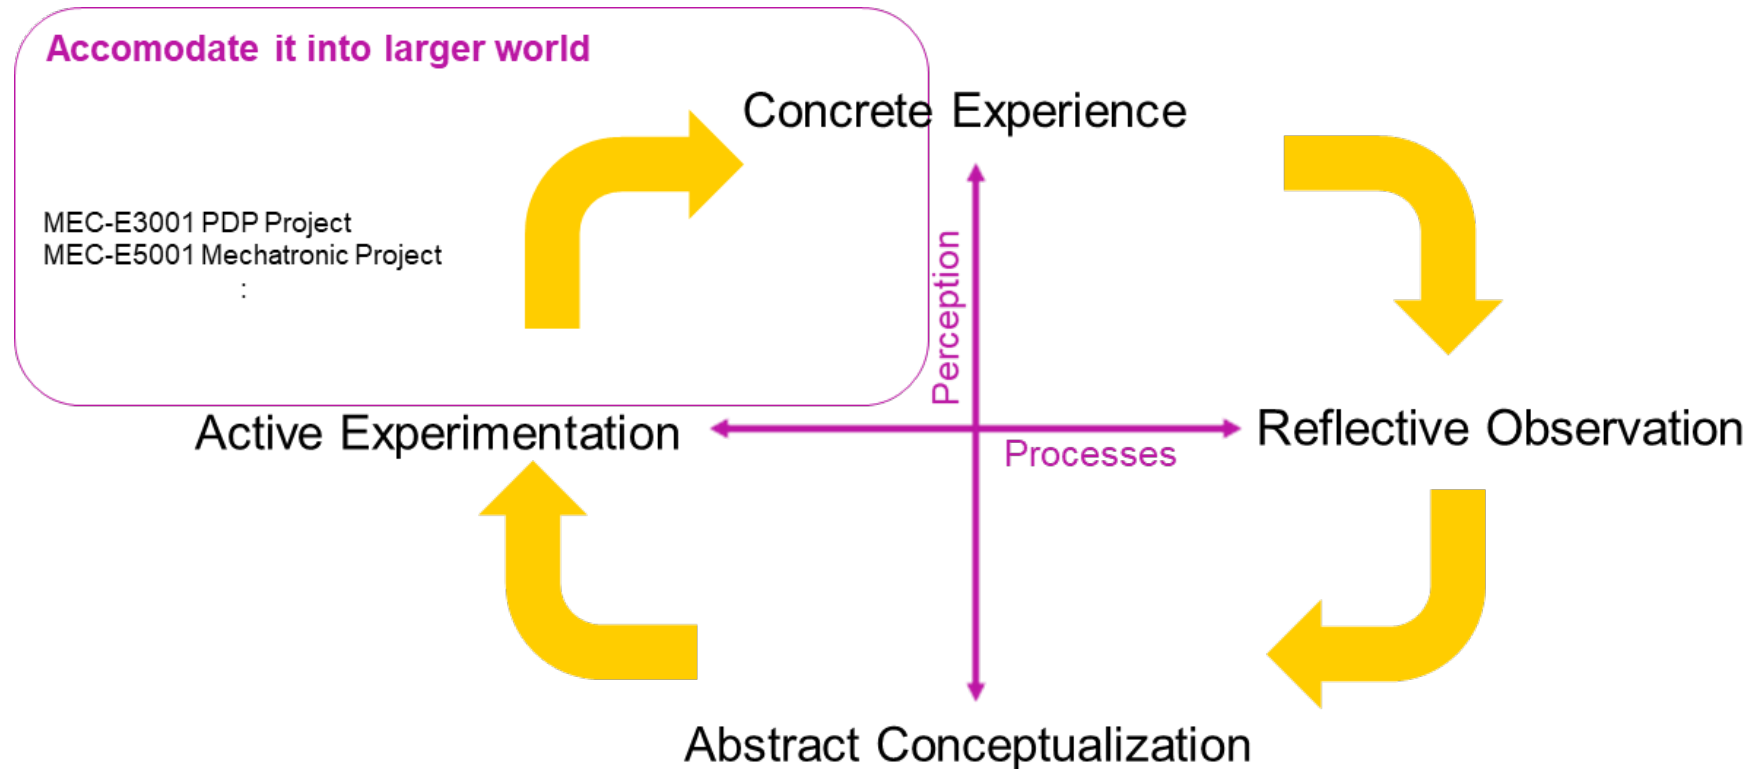 Accomodate it into larger world
Concrete Experience
MEC-E3001 PDP Project
MEC-E5001 Mechatronic Project
:
Perception
Active Experimentation
Reflective Observation
Processes
Abstract Conceptualization